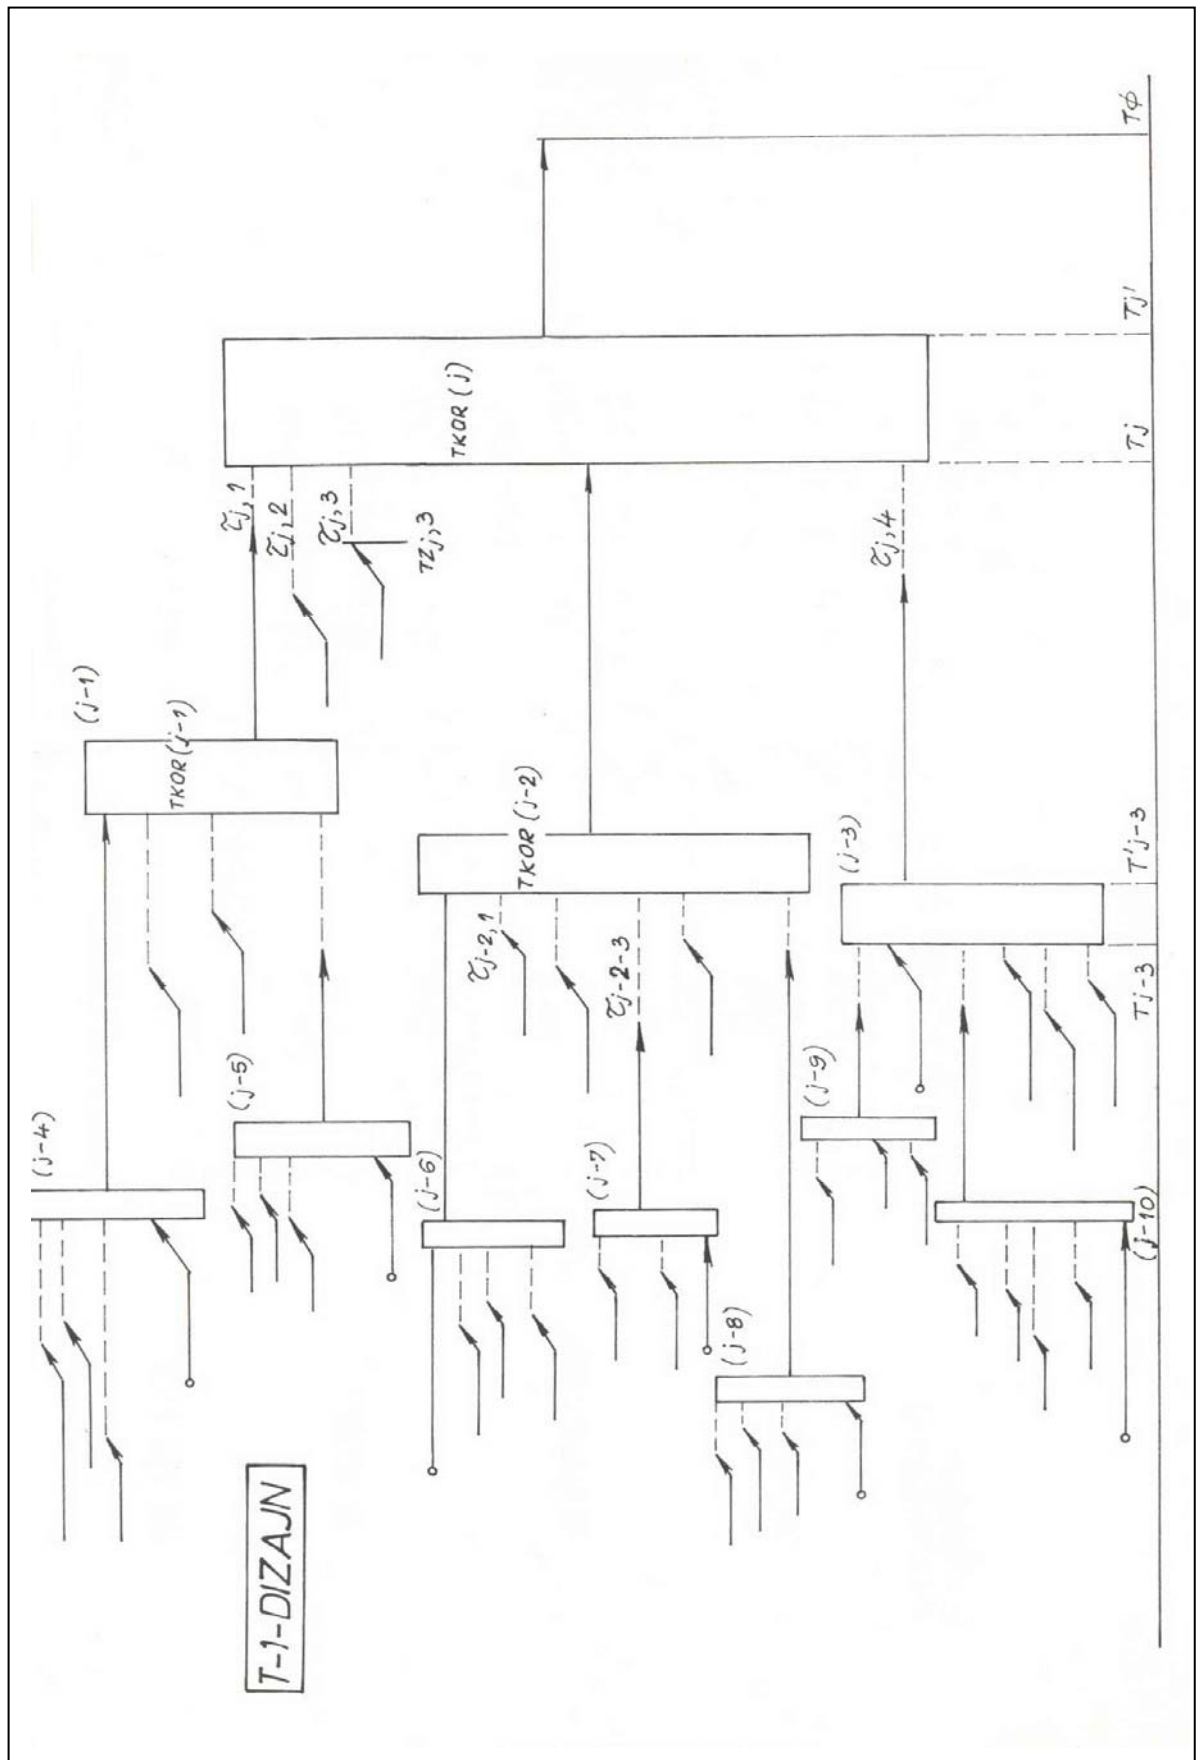 Tφ
Tj'
TKOR (j)
Tj
τj,1
τj,2
τj,3
TZj,3
τj,4
(j-1)
TKOR (j-1)
TKOR (j-2)
(j-3)
T'j-3
τj-2,1
τj-2-3
Tj-3
(j-4)
(j-5)
(j-6)
(j-7)
(j-8)
(j-9)
(j-10)
T-1-DIZAJN